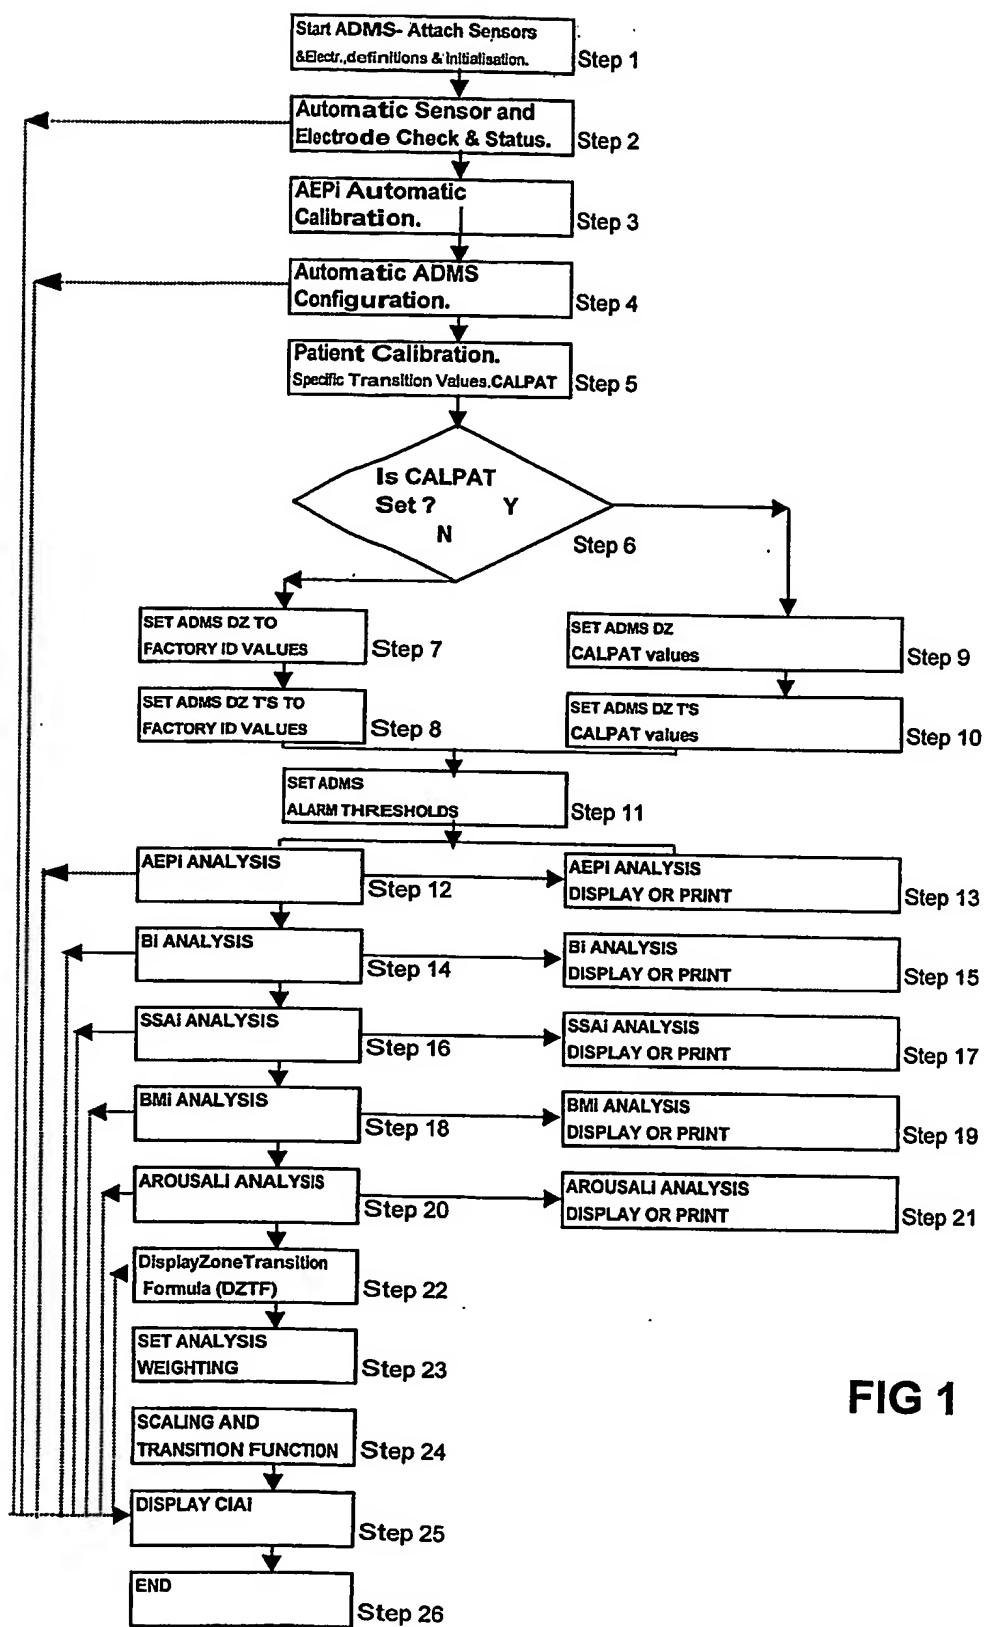 Start ADMS- Attach Sensors
&Electr.,definitions & Initialisation.
Step 1
Automatic Sensor and
Electrode Check & Status.
Step 2
AEPi Automatic
Calibration.
Step 3
Automatic ADMS
Configuration.
Step 4
Patient Calibration.
Specific Transition Values.CALPAT
Step 5
Is CALPAT
Set ? Y
N
Step 6
SET ADMS DZ TO
FACTORY ID VALUES
Step 7
SET ADMS DZ
CALPAT values
Step 9
SET ADMS DZ T'S TO
FACTORY ID VALUES
Step 8
SET ADMS DZ T'S
CALPAT values
Step 10
SET ADMS
ALARM THRESHOLDS
Step 11
AEPi ANALYSIS
Step 12
AEPi ANALYSIS
DISPLAY OR PRINT
Step 13
Bi ANALYSIS
Step 14
Bi ANALYSIS
DISPLAY OR PRINT
Step 15
SSAi ANALYSIS
Step 16
SSAi ANALYSIS
DISPLAY OR PRINT
Step 17
BMi ANALYSIS
Step 18
BMi ANALYSIS
DISPLAY OR PRINT
Step 19
AROUSALi ANALYSIS
Step 20
AROUSALi ANALYSIS
DISPLAY OR PRINT
Step 21
DisplayZoneTransition
Formula (DZTF)
Step 22
SET ANALYSIS
WEIGHTING
Step 23
SCALING AND
TRANSITION FUNCTION
Step 24
DISPLAY CIAi
Step 25
END
Step 26
FIG 1